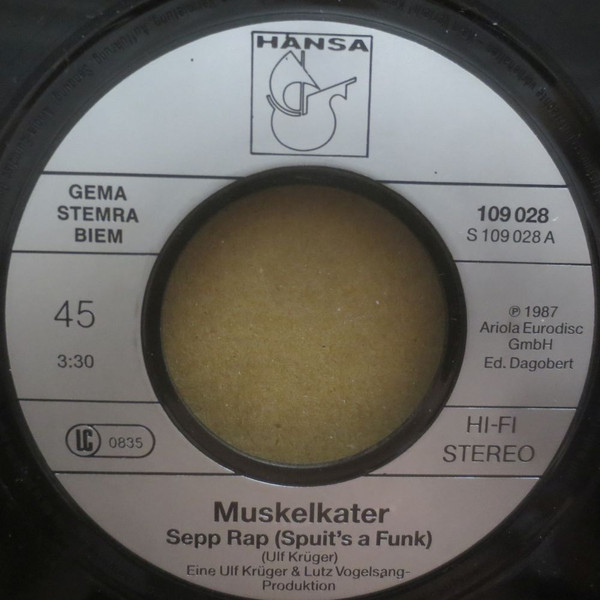 HANSA
GEMA
STEMRA
BIEM
109 028
S 109 028 A
45
3:30
℗ 1987
Ariola Eurodisc
GmbH
Ed. Dagobert
LC 0835
HI-FI
STEREO
Muskelkater
Sepp Rap (Spuit's a Funk)
(Ulf Krüger)
Eine Ulf Krüger & Lutz Vogelsang-
Produktion